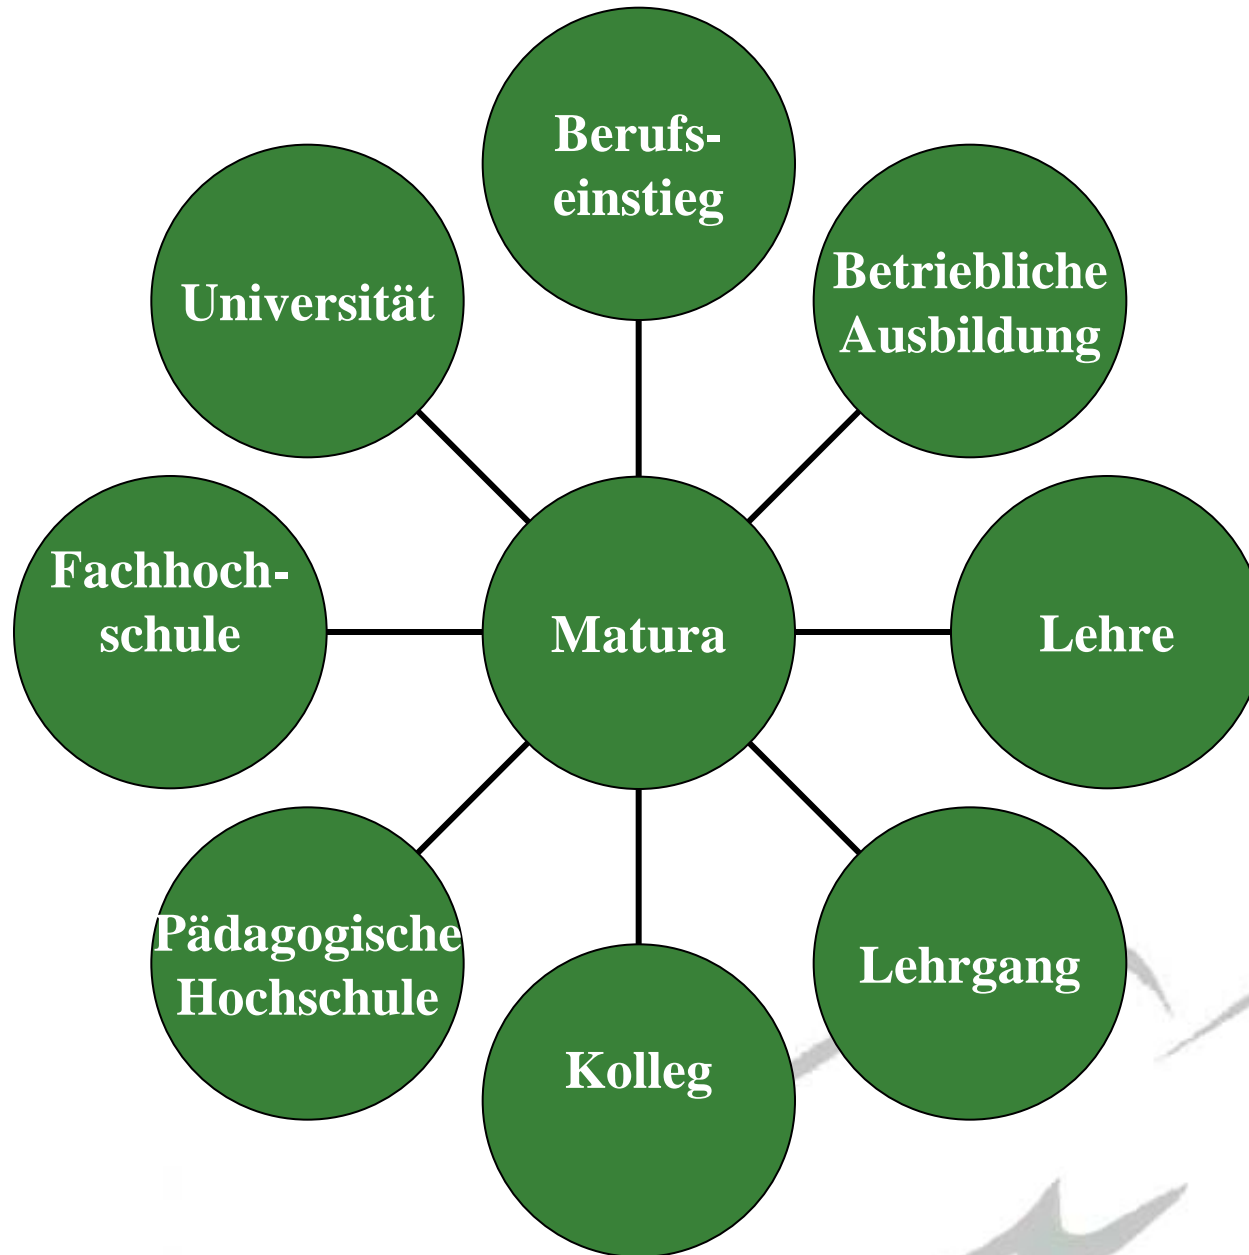 Berufs-
einstieg
Betriebliche
Ausbildung
Universität
Fachhoch-
schule
Matura
Lehre
Pädagogische
Hochschule
Lehrgang
Kolleg